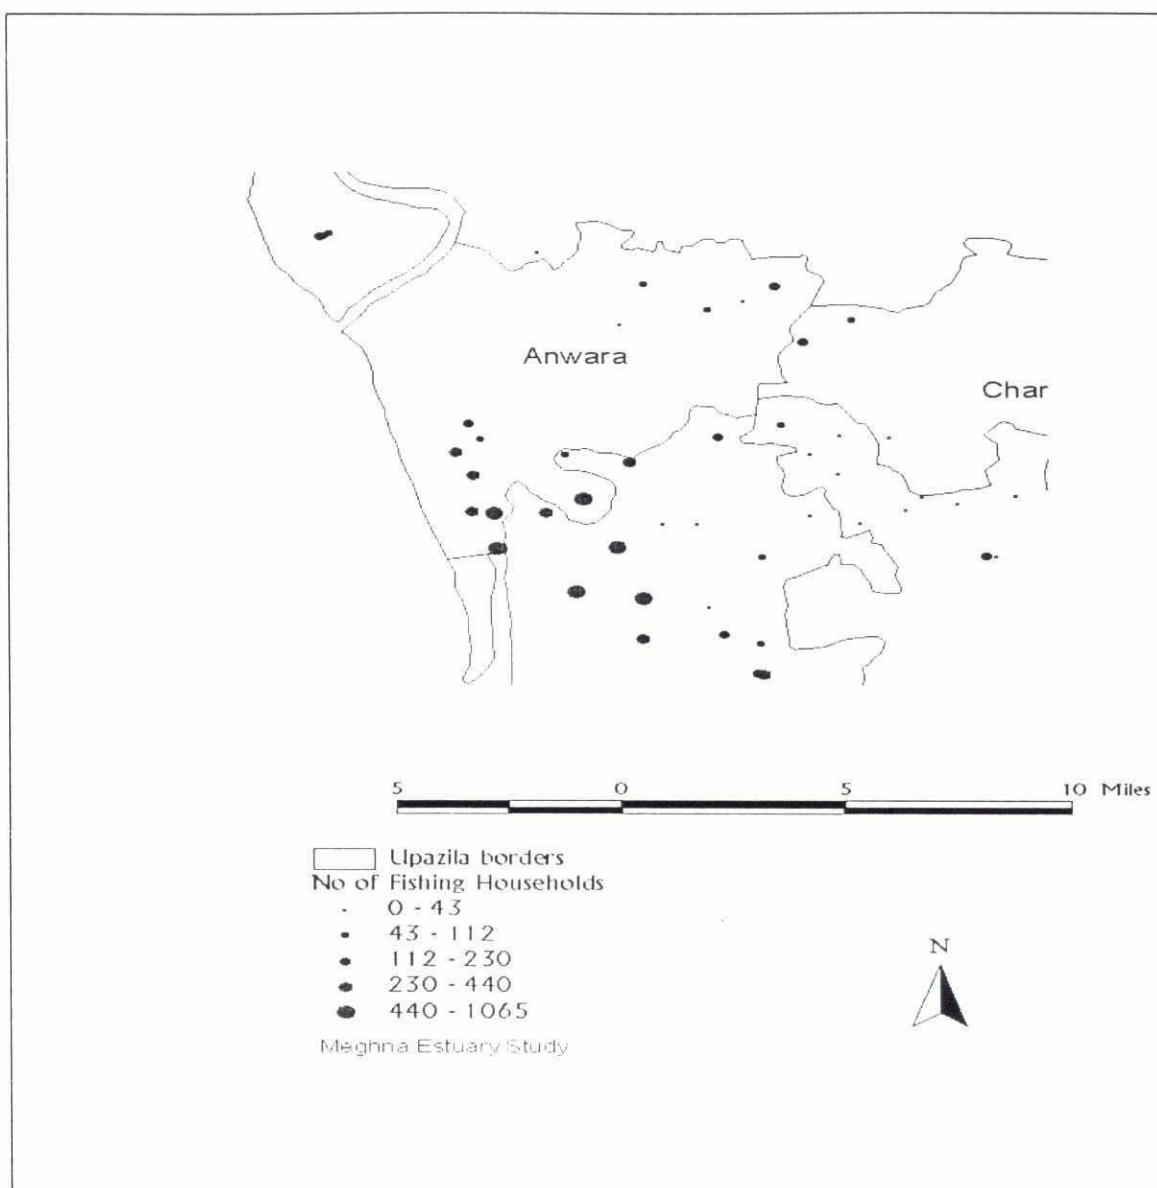 Anwara
Char
5 0 5 10 Miles
Upazila borders
No of Fishing Households
0 - 43
43 - 112
112 - 230
230 - 440
440 - 1065
N
Meghna Estuary Study